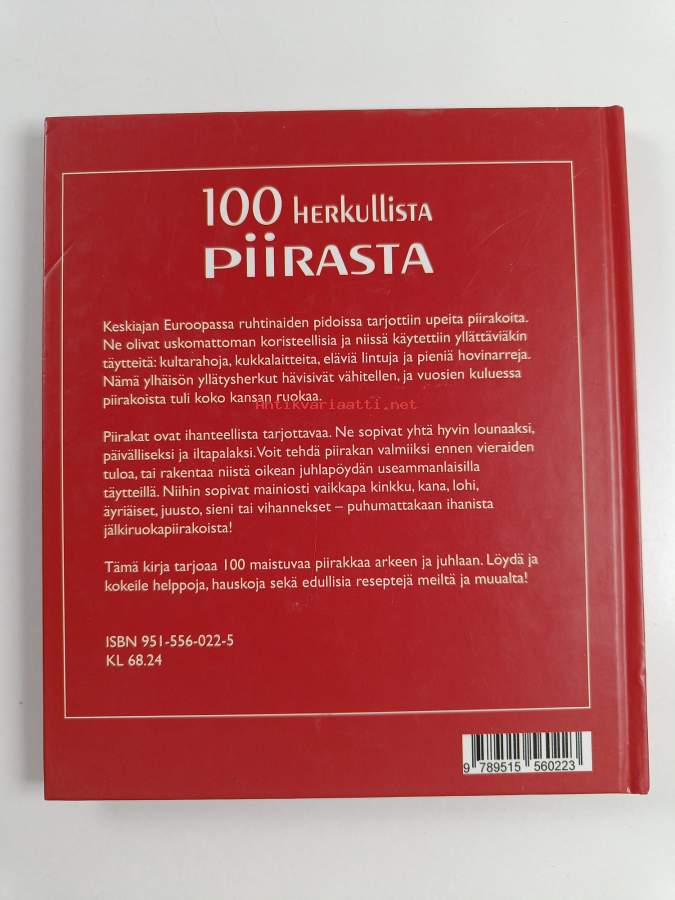 100 HERKULLISTA
PIIRASTA
Keskiajan Euroopassa ruhtinaiden pidoissa tarjottiin upeita piirakoita.
Ne olivat uskomattoman koristeellisia ja niissä käytettiin yllättäviäkin
täytteitä: kultarahoja, kukkalaitteita, eläviä lintuja ja pieniä hovinarreja.
Nämä ylhäisön yllätysherkut hävisivät vähitellen, ja vuosien kuluessa
piirakoista tuli koko kansan ruokaa.
Antikvariaatti.net
Piirakat ovat ihanteellista tarjottavaa. Ne sopivat yhtä hyvin lounaaksi,
päivälliseksi ja iltapalaksi. Voit tehdä piirakan valmiiksi ennen vieraiden
tuloa, tai rakentaa niistä oikean juhlapöydän useammanlaisilla
täytteillä. Niihin sopivat mainiosti vaikkapa kinkku, kana, lohi,
äyriäiset, juusto, sieni tai vihannekset – puhumattakaan ihanista
jälkiruokapiirakoista!
Tämä kirja tarjoaa 100 maistuvaa piirakkaa arkeen ja juhlaan. Löydä ja
kokeile helppoja, hauskoja sekä edullisia reseptejä meiltä ja muualta!
ISBN 951-556-022-5
KL 68.24
9 789515 560223